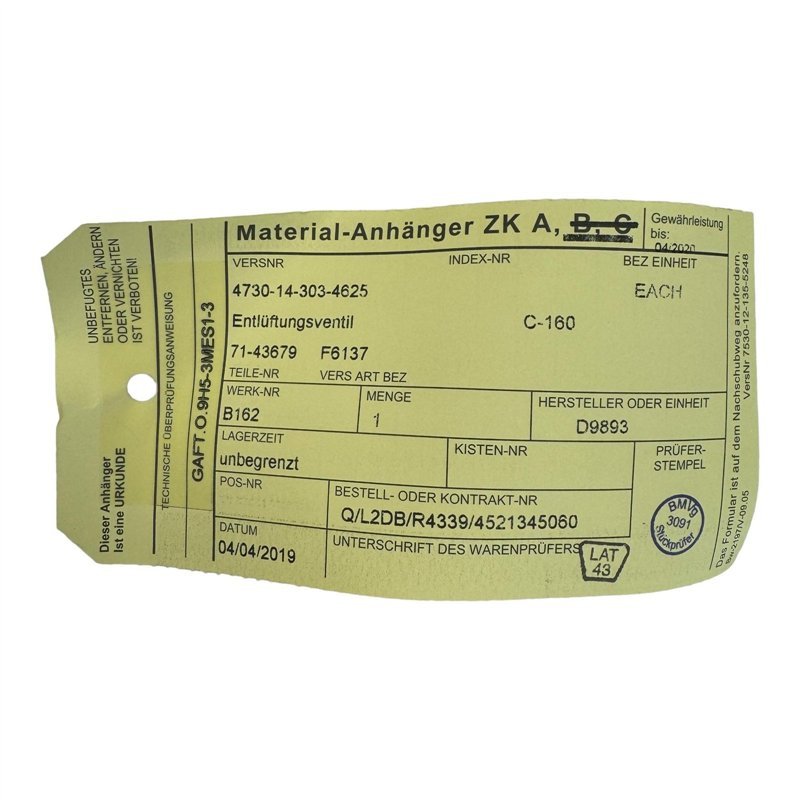 UNBEFUGTES
ENTFERNEN, ÄNDERN
ODER VERNICHTEN
IST VERBOTEN!
Dieser Anhänger
Ist eine URKUNDE
TECHNISCHE ÜBERPRÜFUNGSANWEISUNG
GAFT.O.9H5-3MES1-3
Material-Anhänger ZK A, B, C
Gewährleistung
bis:
04/2020
VERSNR INDEX-NR BEZ EINHEIT
4730-14-303-4625 EACH
Entlüftungsventil C-160
71-43679 F6137
TEILE-NR VERS ART BEZ
WERK-NR MENGE HERSTELLER ODER EINHEIT
B162 1 D9893
LAGERZEIT KISTEN-NR PRÜFER-
STEMPEL
unbegrenzt
POS-NR BESTELL- ODER KONTRAKT-NR
Q/L2DB/R4339/4521345060
BMVg
3091
Stückprüfer
DATUM UNTERSCHRIFT DES WARENPRÜFERS
04/04/2019
LAT
43
Das Formular ist auf dem Nachschubweg anzufordern:
VersNr 7530-12-135-5248
Bw-2197/V-09.05